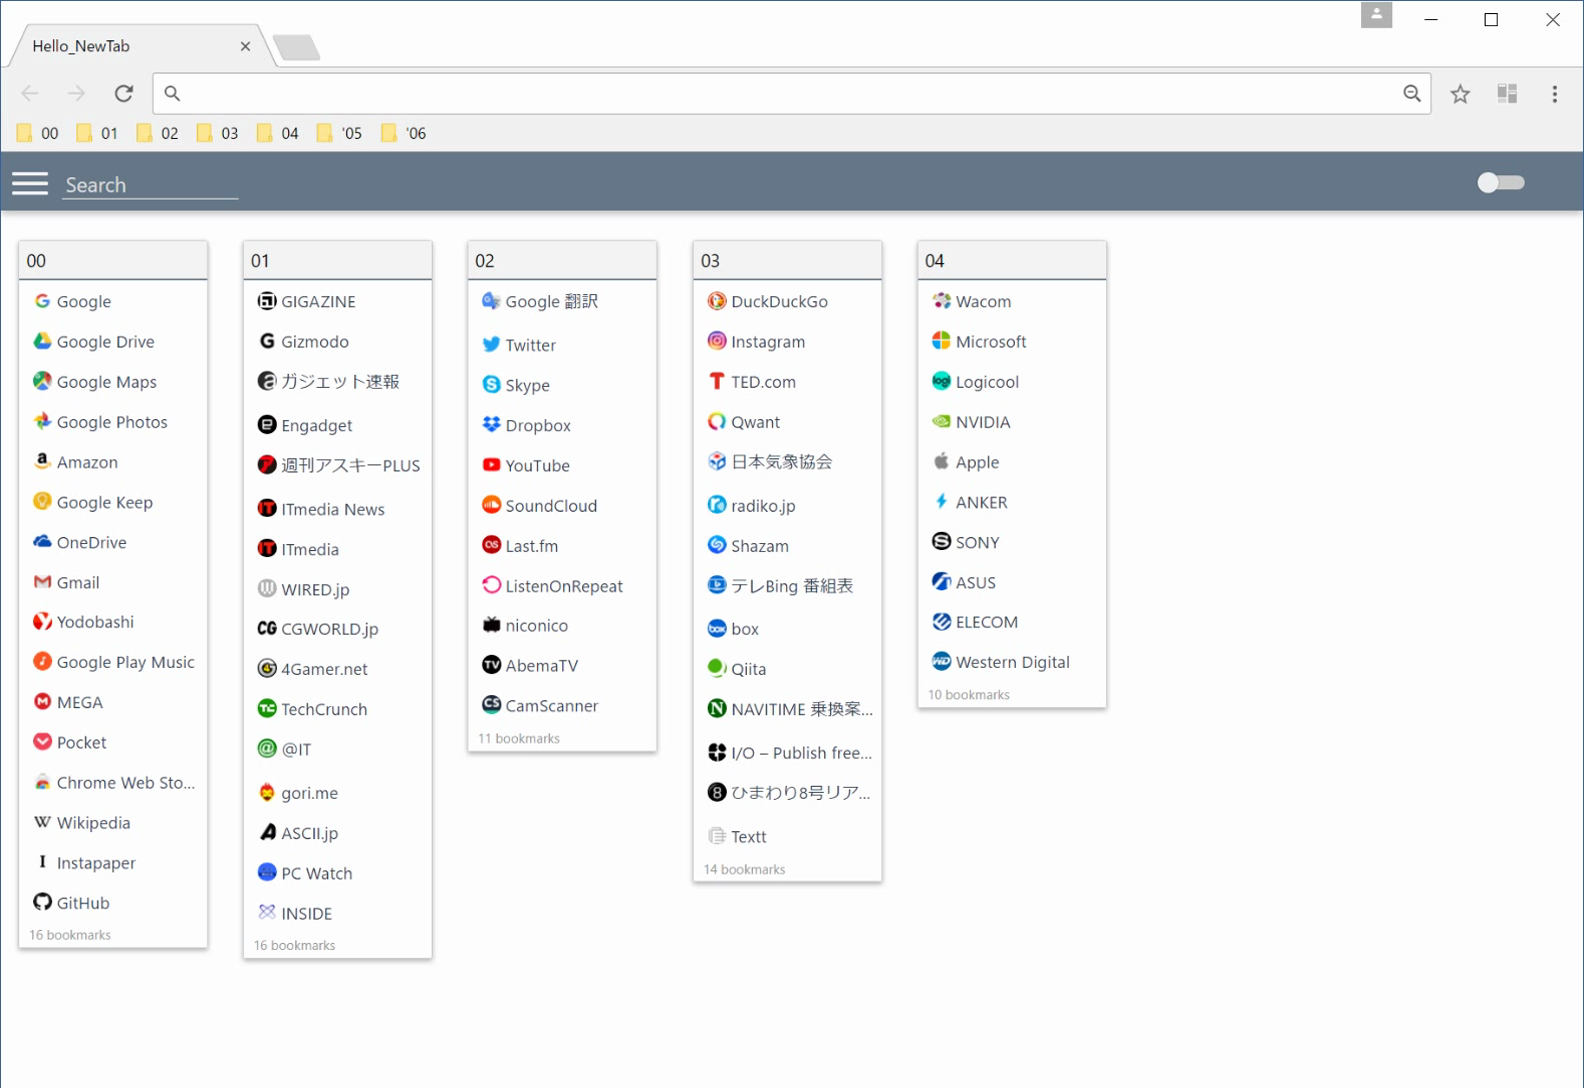 Hello_NewTab
00 01 02 03 04 '05 '06
Search
00
Google
Google Drive
Google Maps
Google Photos
Amazon
Google Keep
OneDrive
Gmail
Yodobashi
Google Play Music
MEGA
Pocket
Chrome Web Sto...
Wikipedia
Instapaper
GitHub
16 bookmarks
01
GIGAZINE
Gizmodo
ガジェット速報
Engadget
週刊アスキーPLUS
ITmedia News
ITmedia
WIRED.jp
CGWORLD.jp
4Gamer.net
TechCrunch
@IT
gori.me
ASCII.jp
PC Watch
INSIDE
16 bookmarks
02
Google 翻訳
Twitter
Skype
Dropbox
YouTube
SoundCloud
Last.fm
ListenOnRepeat
niconico
AbemaTV
CamScanner
11 bookmarks
03
DuckDuckGo
Instagram
TED.com
Qwant
日本気象協会
radiko.jp
Shazam
テレBing 番組表
box
Qiita
NAVITIME 乗換案...
I/O – Publish free...
ひまわり8号リア...
Textt
14 bookmarks
04
Wacom
Microsoft
Logicool
NVIDIA
Apple
ANKER
SONY
ASUS
ELECOM
Western Digital
10 bookmarks